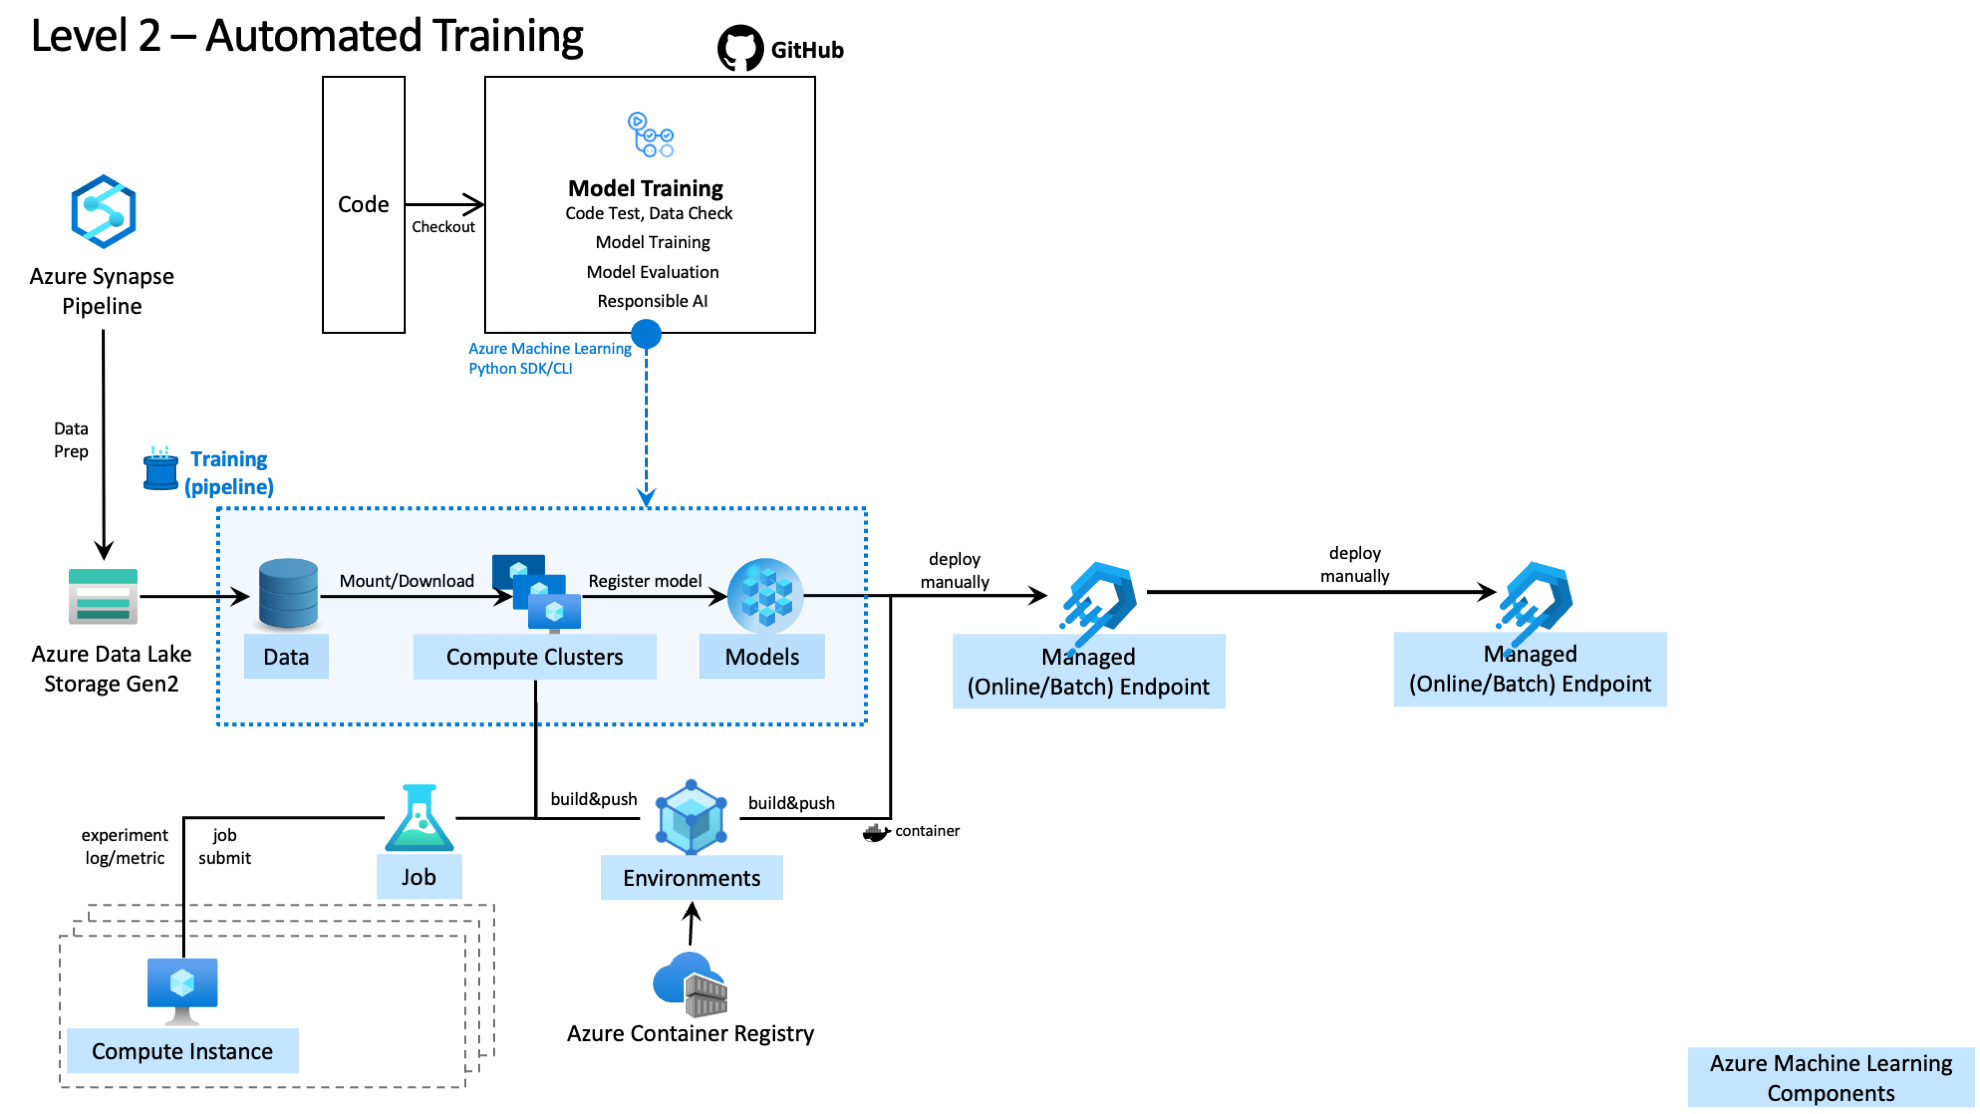 Level 2 – Automated Training
GitHub
Code
Checkout
Model Training
Code Test, Data Check
Model Training
Model Evaluation
Responsible AI
Azure Synapse
Pipeline
Azure Machine Learning
Python SDK/CLI
Data
Prep
Training
(pipeline)
Azure Data Lake
Storage Gen2
Data
Mount/Download
Compute Clusters
Register model
Models
deploy
manually
Managed
(Online/Batch) Endpoint
deploy
manually
Managed
(Online/Batch) Endpoint
experiment
log/metric
job
submit
Job
build&push
Environments
build&push
container
Compute Instance
Azure Container Registry
Azure Machine Learning
Components